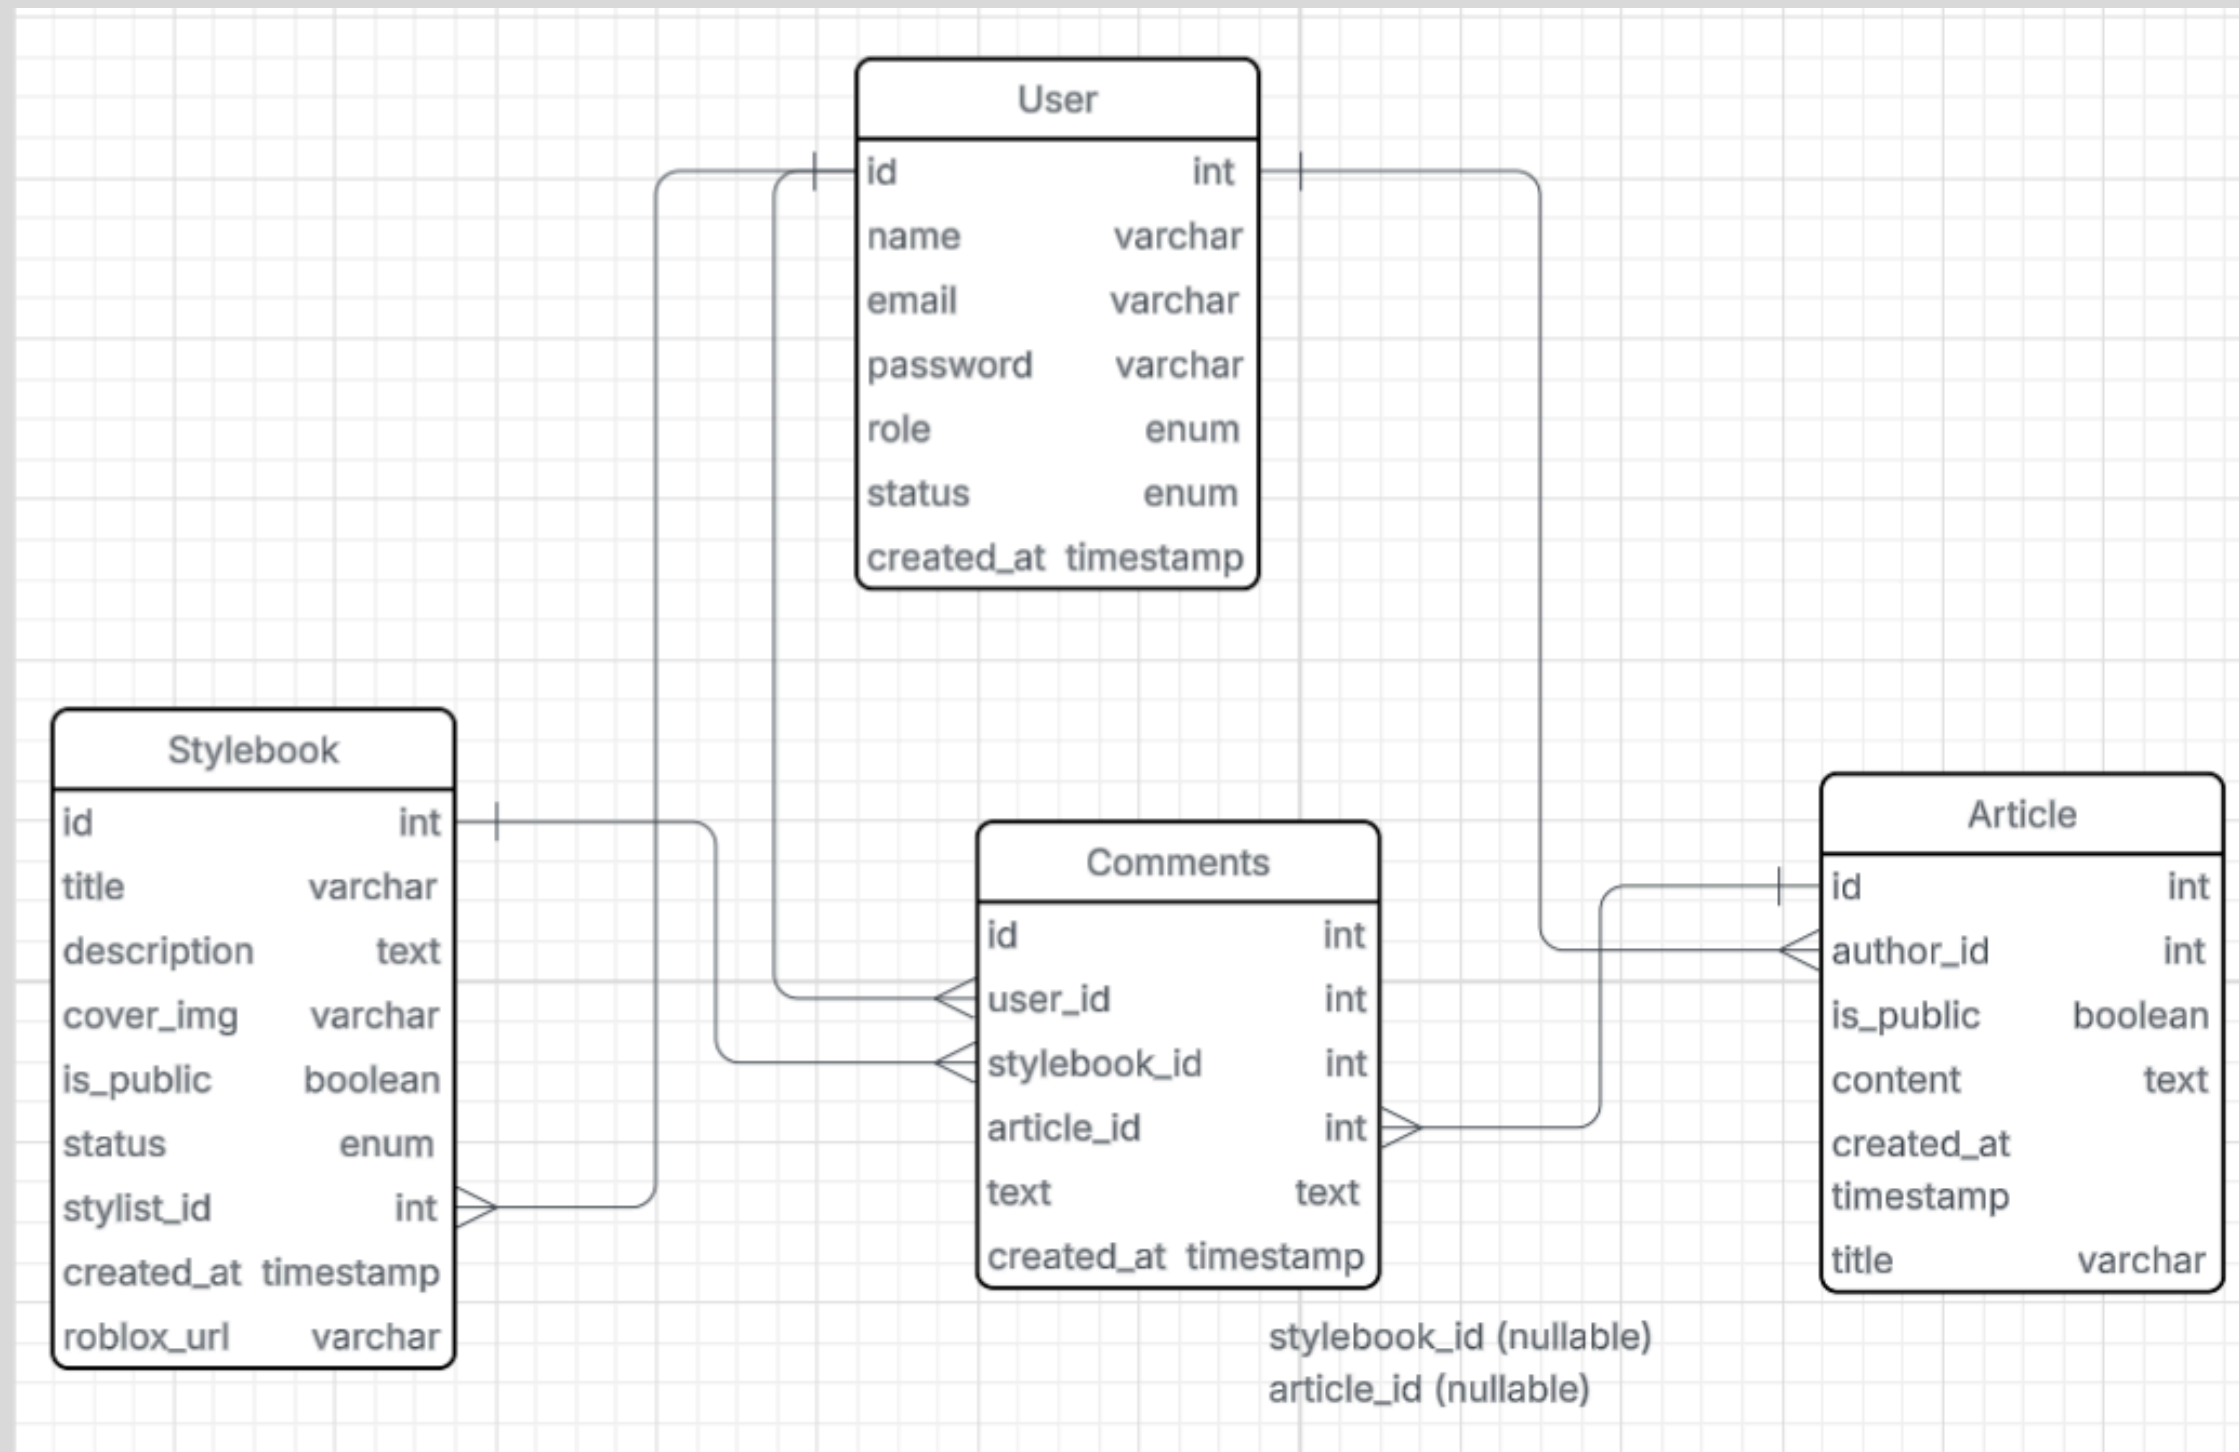 User
id int
name varchar
email varchar
password varchar
role enum
status enum
created_at timestamp
Stylebook
id int
title varchar
description text
cover_img varchar
is_public boolean
status enum
stylist_id int
created_at timestamp
roblox_url varchar
Comments
id int
user_id int
stylebook_id int
article_id int
text text
created_at timestamp
stylebook_id (nullable)
article_id (nullable)
Article
id int
author_id int
is_public boolean
content text
created_at
timestamp
title varchar